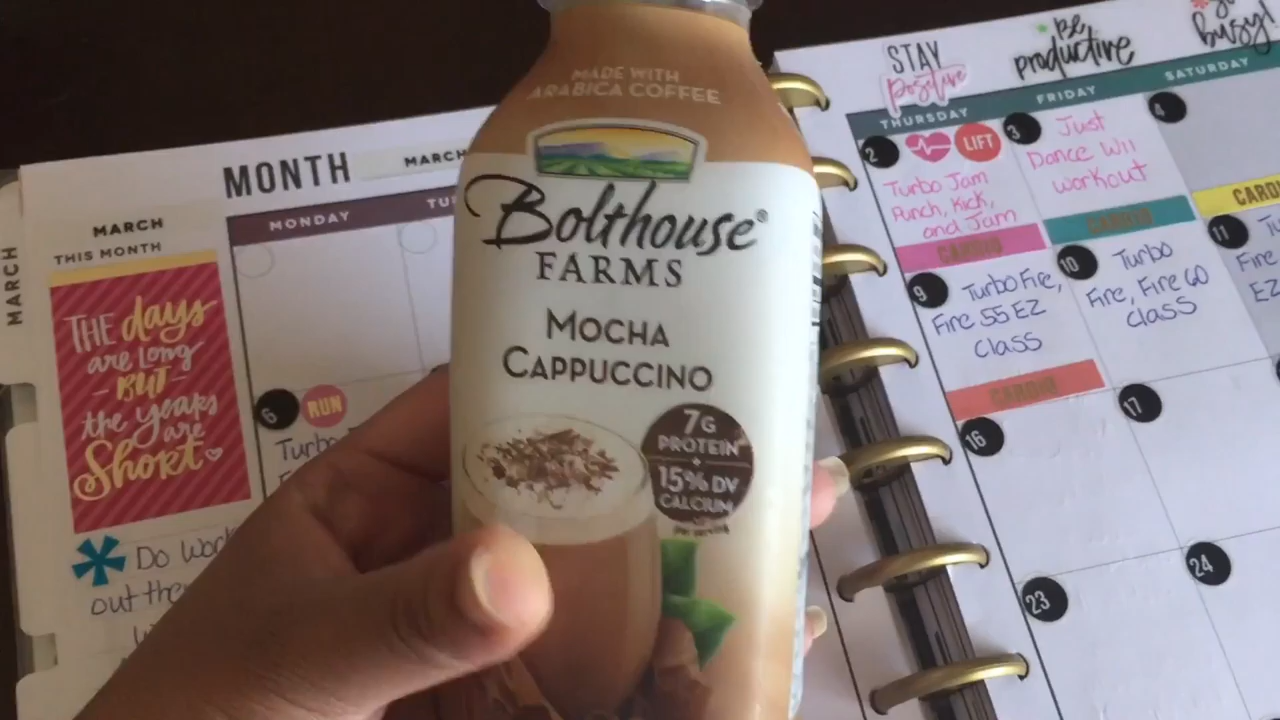 MADE WITH
ARABICA COFFEE
Bolthouse®
FARMS
MOCHA
CAPPUCCINO
7G
PROTEIN
+
15% DV
CALCIUM
PER SERVING
MARCH
MONTH
MARCH
MARCH
THIS MONTH
THE days
are LONG
-BUT-
the years
are
Short
MONDAY
6
RUN
Do work
out the
STAY
positive
be
productive
busy!
THURSDAY
FRIDAY
SATURDAY
2
LIFT
Turbo Jam
Punch, Kick,
and Jam
CARDIO
3
Just
Dance Wii
workout
CARDIO
4
9
Turbo Fire,
Fire 55 EZ
Class
CARDIO
10
Turbo
Fire, Fire 60
Class
11
Fire
EZ
16
17
23
24